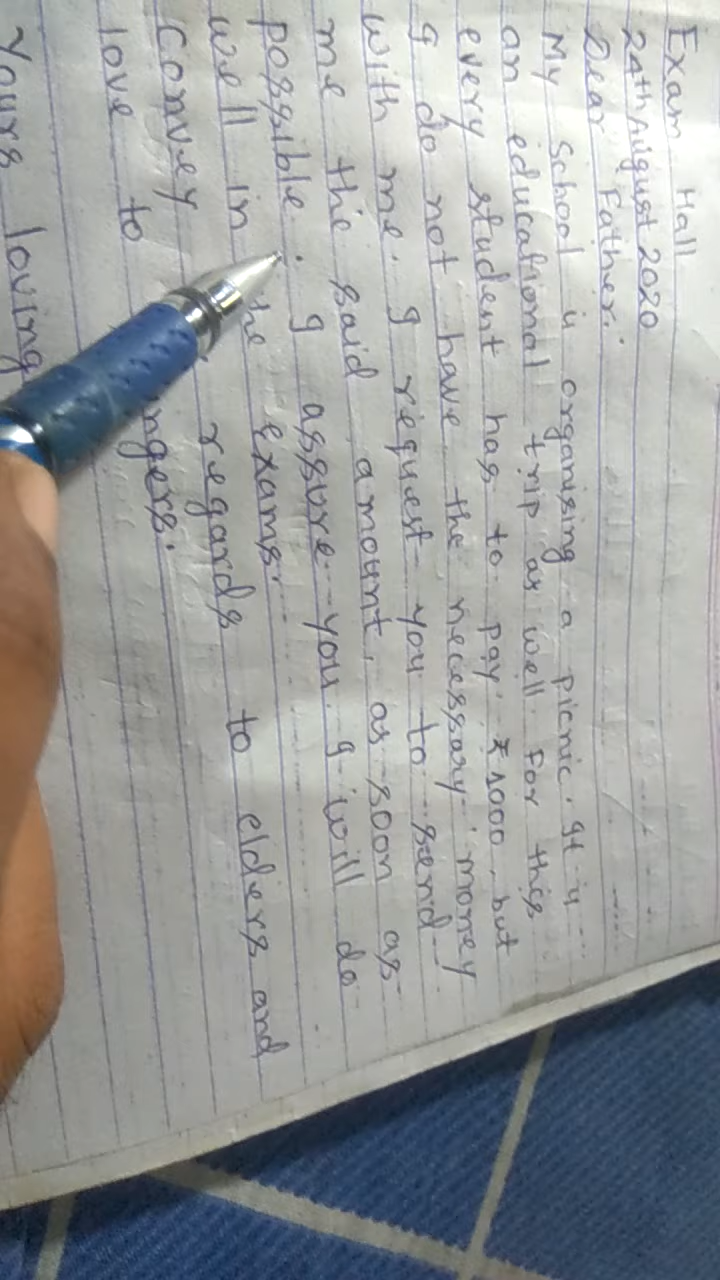 Exam Hall
24th August 2020
Dear Father,
My School is organising a picnic. It is
an educational trip as well. For this
every student has to pay ₹1000, but
I do not have the necessary money
with me. I request you to send
me the said amount, as soon as
possible. I assure you I will do
well in the exams.
Convey regards to elders and
love to ngers.
Yours loving